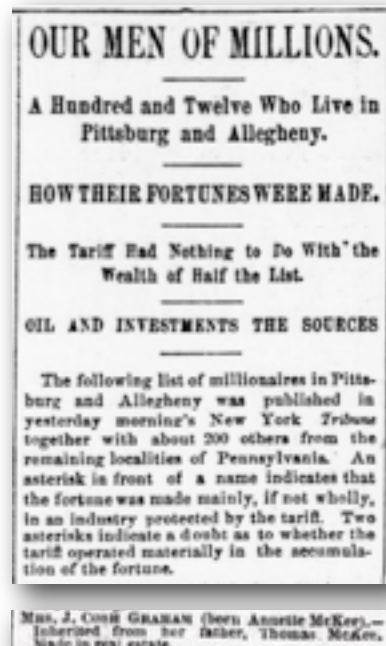 OUR MEN OF MILLIONS.
A Hundred and Twelve Who Live in
Pittsburg and Allegheny.
HOW THEIR FORTUNES WERE MADE.
The Tariff Had Nothing to Do With the
Wealth of Half the List.
OIL AND INVESTMENTS THE SOURCES
The following list of millionaires in Pitts-
burg and Allegheny was published in
yesterday morning's New York Tribune
together with about 200 others from the
remaining localities of Pennsylvania. An
asterisk in front of a name indicates that
the fortune was made mainly, if not wholly,
in an industry protected by the tariff. Two
asterisks indicate a doubt as to whether the
tariff operated materially in the accumula-
tion of the fortune.
MRS. J. COSH GRAHAM (born Annette McKee).—
Inherited from her father, Thomas McKee.
Made in real estate.